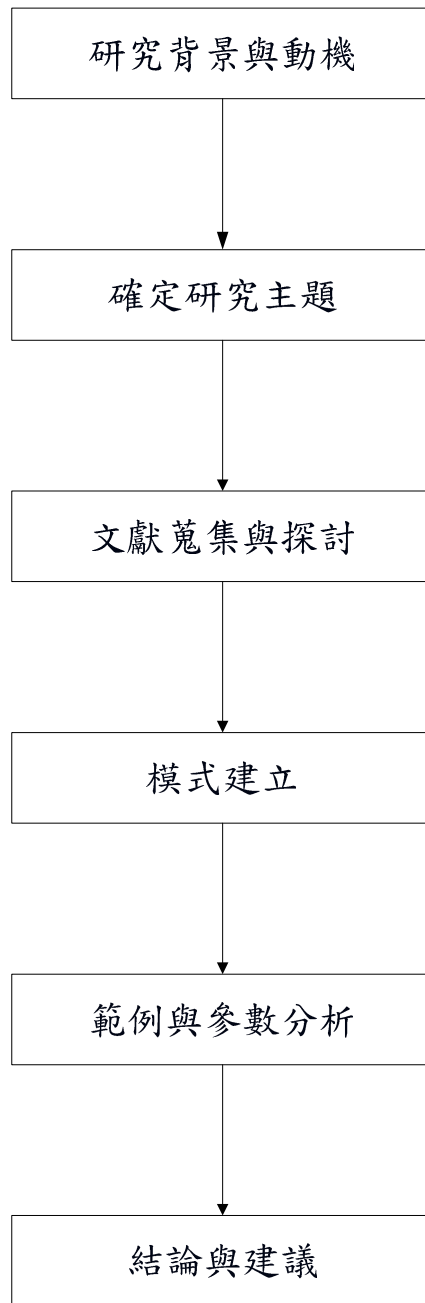 研究背景與動機
確定研究主題
文獻蒐集與探討
模式建立
範例與參數分析
結論與建議